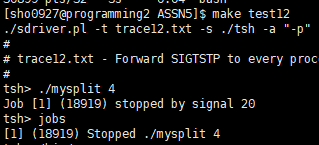 [sho0927@programming2 ASSN5]$ make test12
./sdriver.pl -t trace12.txt -s ./tsh -a "-p"
#
# trace12.txt - Forward SIGTSTP to every proc
#
tsh> ./mysplit 4
Job [1] (18919) stopped by signal 20
tsh> jobs
[1] (18919) Stopped ./mysplit 4